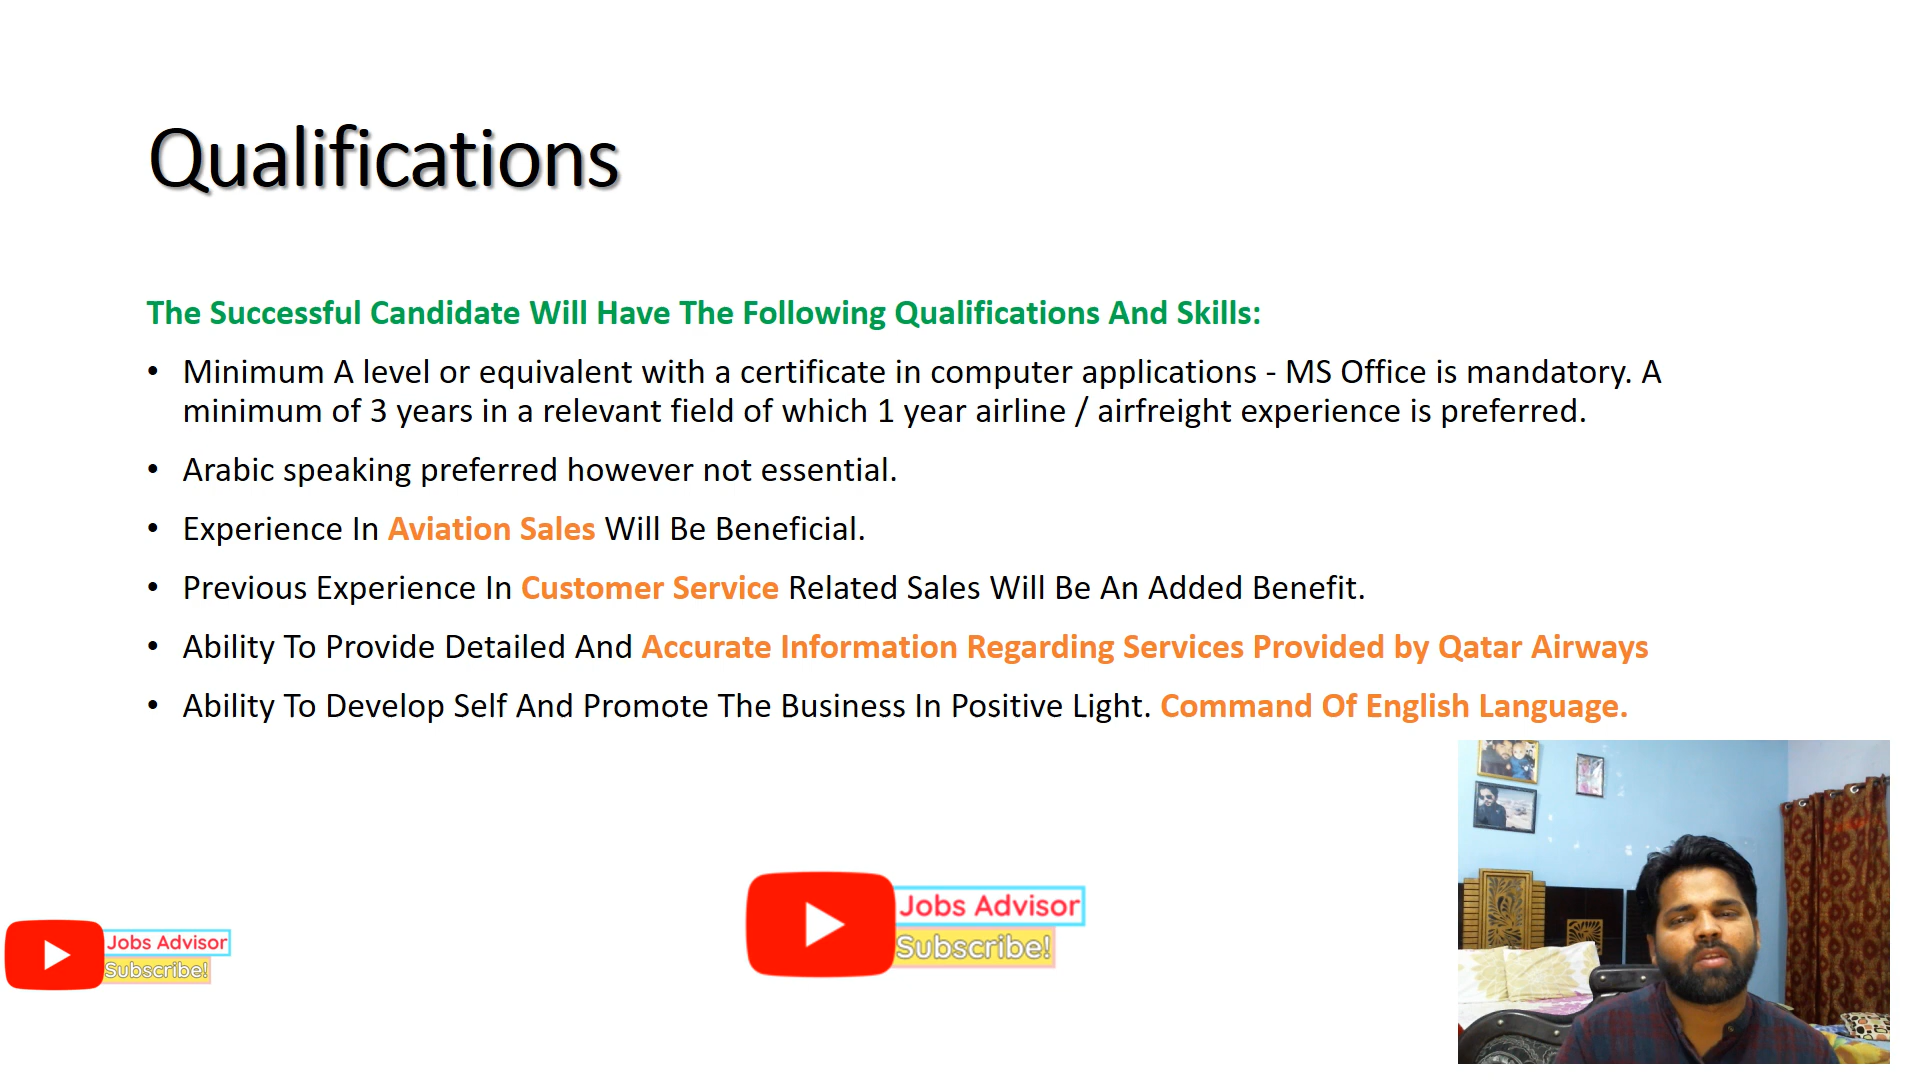 Qualifications
The Successful Candidate Will Have The Following Qualifications And Skills:
• Minimum A level or equivalent with a certificate in computer applications - MS Office is mandatory. A
minimum of 3 years in a relevant field of which 1 year airline / airfreight experience is preferred.
• Arabic speaking preferred however not essential.
• Experience In Aviation Sales Will Be Beneficial.
• Previous Experience In Customer Service Related Sales Will Be An Added Benefit.
• Ability To Provide Detailed And Accurate Information Regarding Services Provided by Qatar Airways
• Ability To Develop Self And Promote The Business In Positive Light. Command Of English Language.
Jobs Advisor
Subscribe!
Jobs Advisor
Subscribe!